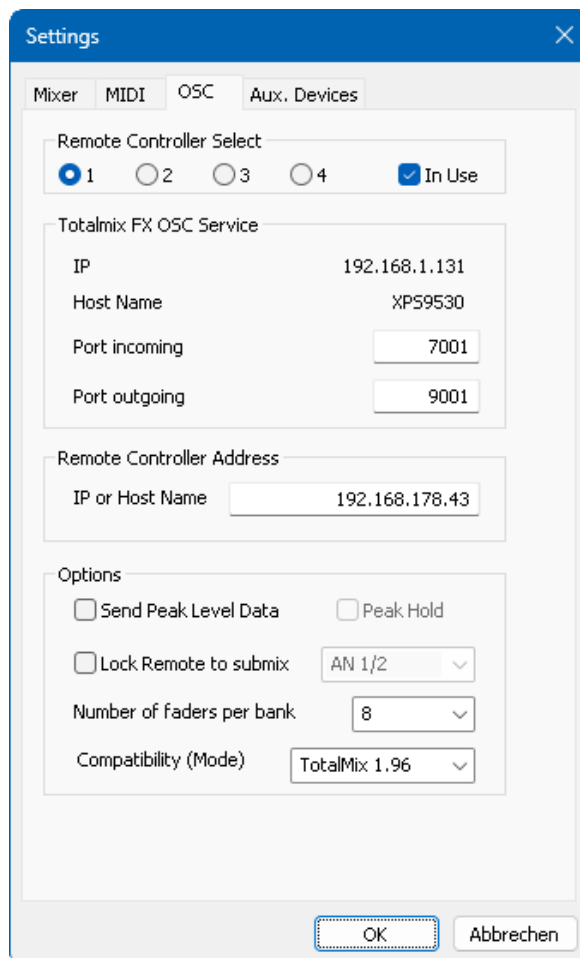 Settings
Mixer MIDI OSC Aux. Devices
Remote Controller Select
1 2 3 4 In Use
Totalmix FX OSC Service
IP 192.168.1.131
Host Name XPS9530
Port incoming 7001
Port outgoing 9001
Remote Controller Address
IP or Host Name 192.168.178.43
Options
Send Peak Level Data Peak Hold
Lock Remote to submix AN 1/2
Number of faders per bank 8
Compatibility (Mode) TotalMix 1.96
OK Abbrechen